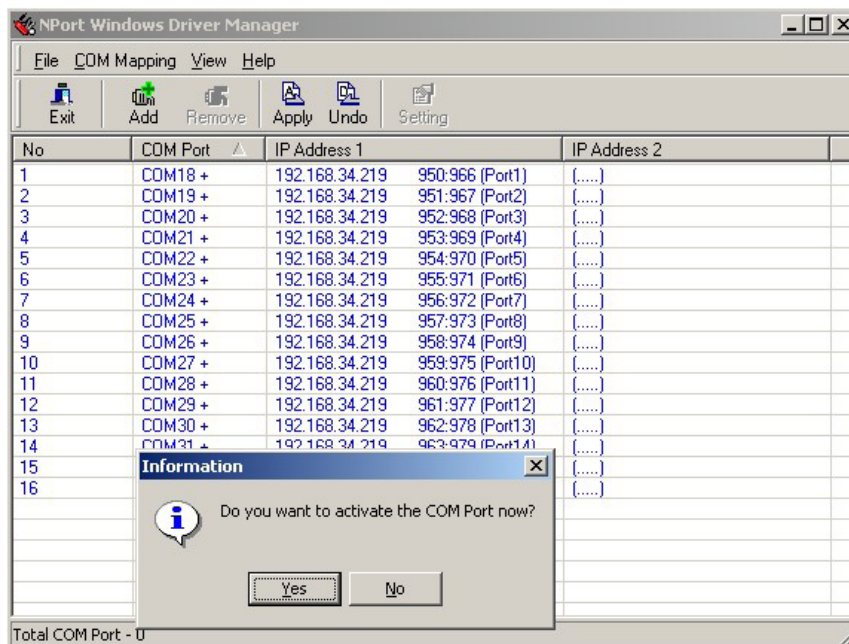 NPort Windows Driver Manager
File COM Mapping View Help
Exit Add Remove Apply Undo Setting
No COM Port IP Address 1 IP Address 2
1 COM18 + 192.168.34.219 950:966 (Port1) (.....)
2 COM19 + 192.168.34.219 951:967 (Port2) (.....)
3 COM20 + 192.168.34.219 952:968 (Port3) (.....)
4 COM21 + 192.168.34.219 953:969 (Port4) (.....)
5 COM22 + 192.168.34.219 954:970 (Port5) (.....)
6 COM23 + 192.168.34.219 955:971 (Port6) (.....)
7 COM24 + 192.168.34.219 956:972 (Port7) (.....)
8 COM25 + 192.168.34.219 957:973 (Port8) (.....)
9 COM26 + 192.168.34.219 958:974 (Port9) (.....)
10 COM27 + 192.168.34.219 959:975 (Port10) (.....)
11 COM28 + 192.168.34.219 960:976 (Port11) (.....)
12 COM29 + 192.168.34.219 961:977 (Port12) (.....)
13 COM30 + 192.168.34.219 962:978 (Port13) (.....)
14 COM31 + 192.168.34.219 963:979 (Port14) (.....)
15 (.....)
16 (.....)
Information
Do you want to activate the COM Port now?
Yes No
Total COM Port - 0